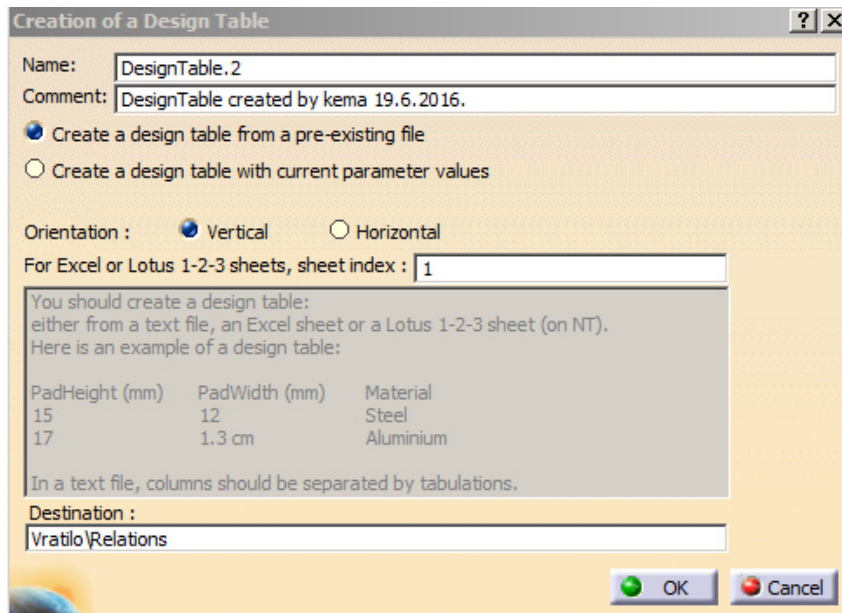 Creation of a Design Table
Name: DesignTable.2
Comment: DesignTable created by kema 19.6.2016.
Create a design table from a pre-existing file
Create a design table with current parameter values
Orientation : Vertical Horizontal
For Excel or Lotus 1-2-3 sheets, sheet index : 1
You should create a design table:
either from a text file, an Excel sheet or a Lotus 1-2-3 sheet (on NT).
Here is an example of a design table:
PadHeight (mm) PadWidth (mm) Material
15 12 Steel
17 1.3 cm Aluminium
In a text file, columns should be separated by tabulations.
Destination :
Vratilo\Relations
OK Cancel